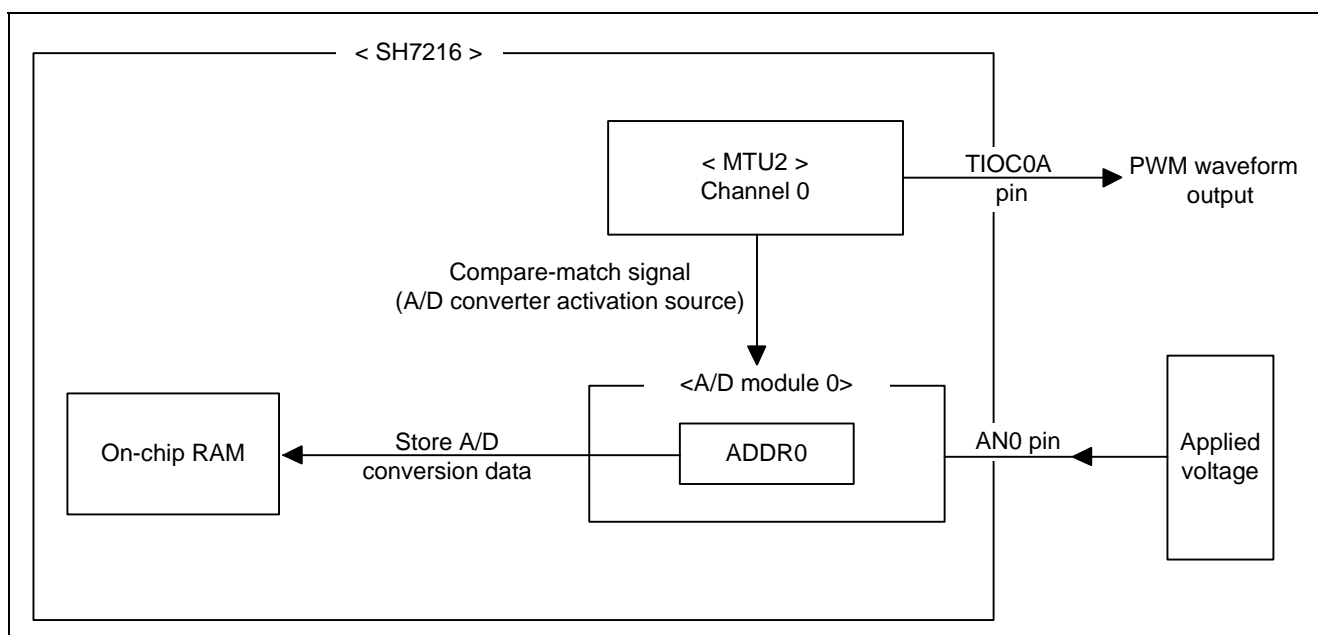 < SH7216 >
< MTU2 >
Channel 0
TIOC0A
pin
PWM waveform
output
Compare-match signal
(A/D converter activation source)
<A/D module 0>
On-chip RAM
Store A/D
conversion data
ADDR0
AN0 pin
Applied
voltage